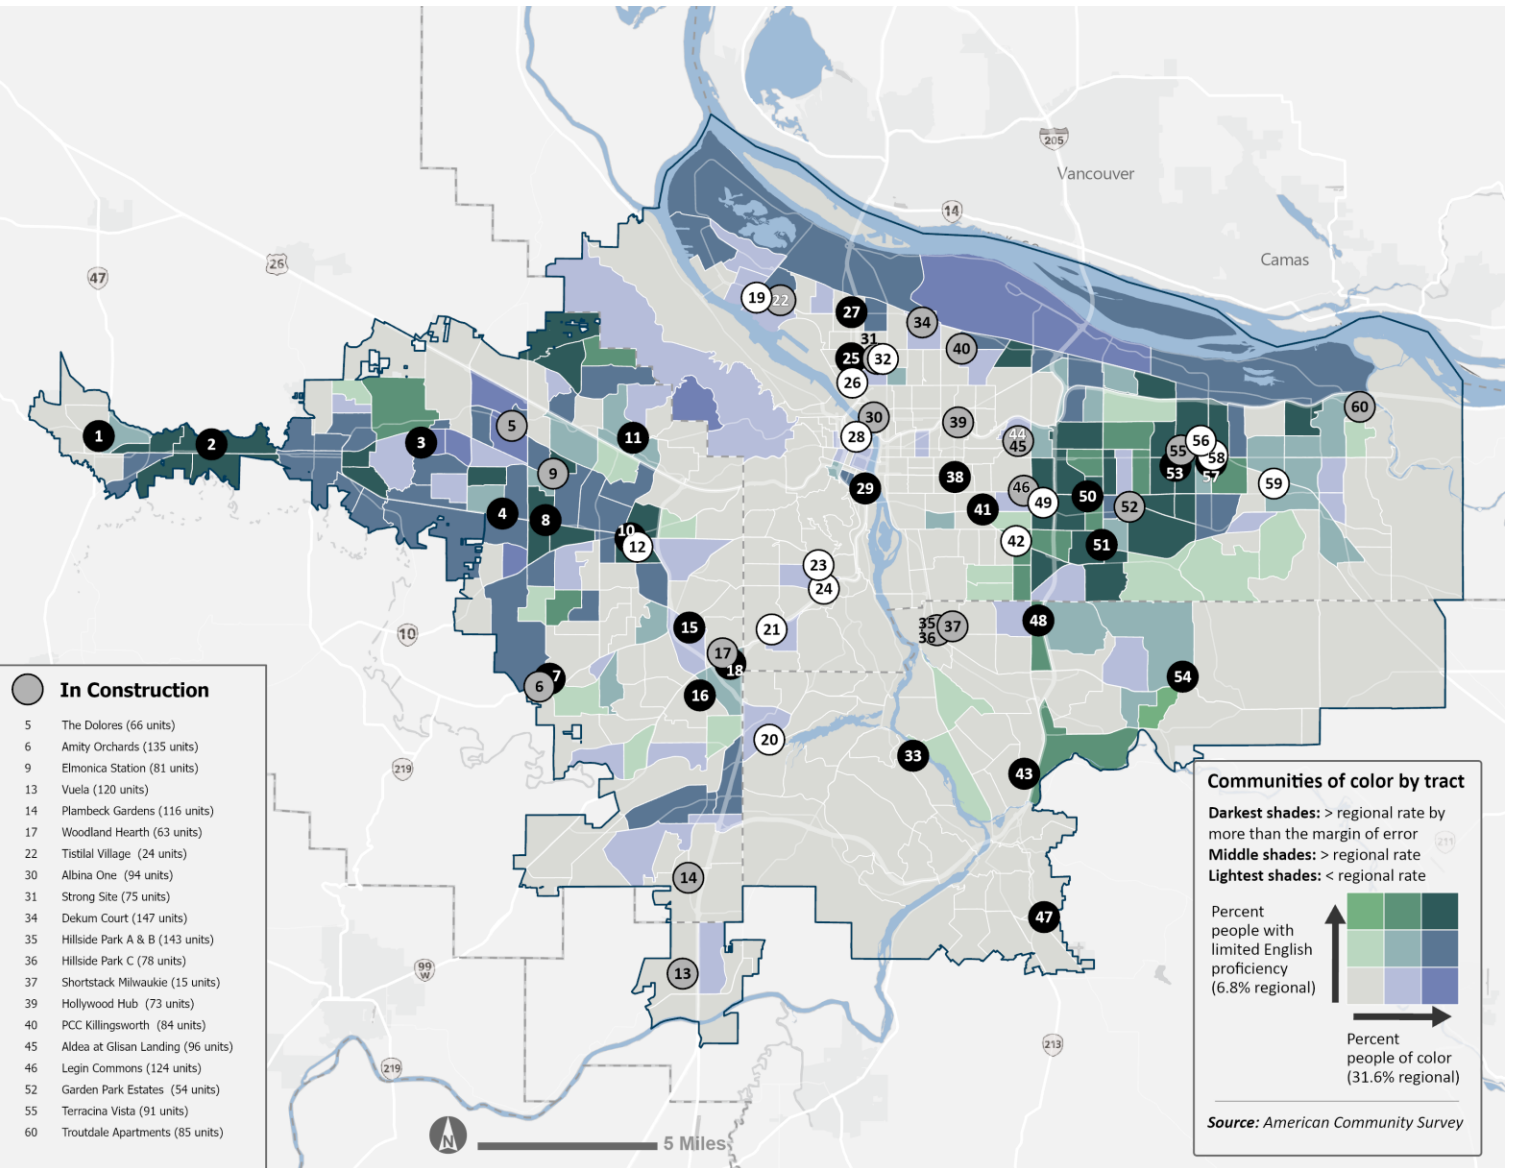 205
Vancouver
14
Camas
26
47
19
22
27
34
31
25
32
40
26
60
30
39
5
28
44
45
1
2
3
11
56
55
58
53
57
9
38
29
46
49
50
59
4
8
41
52
10
12
42
51
23
24
10
15
21
35
37
36
48
17
18
7
6
16
54
20
33
43
219
14
47
13
99
W
219
213
211
In Construction
5 The Dolores (66 units)
6 Amity Orchards (135 units)
9 Elmonica Station (81 units)
13 Vuela (120 units)
14 Plambeck Gardens (116 units)
17 Woodland Hearth (63 units)
22 Tistilal Village (24 units)
30 Albina One (94 units)
31 Strong Site (75 units)
34 Dekum Court (147 units)
35 Hillside Park A & B (143 units)
36 Hillside Park C (78 units)
37 Shortstack Milwaukie (15 units)
39 Hollywood Hub (73 units)
40 PCC Killingsworth (84 units)
45 Aldea at Glisan Landing (96 units)
46 Legin Commons (124 units)
52 Garden Park Estates (54 units)
55 Terracina Vista (91 units)
60 Troutdale Apartments (85 units)
N
5 Miles
Communities of color by tract
Darkest shades: > regional rate by
more than the margin of error
Middle shades: > regional rate
Lightest shades: < regional rate
Percent
people with
limited English
proficiency
(6.8% regional)
Percent
people of color
(31.6% regional)
Source: American Community Survey